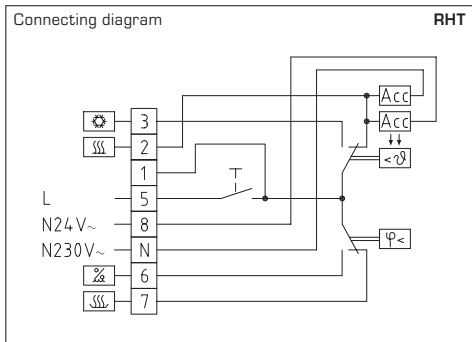 Connecting diagram RHT
Acc
3 Acc
2 <ϑ
1
L 5
N24V~ 8
N230V~ N φ<
6
7